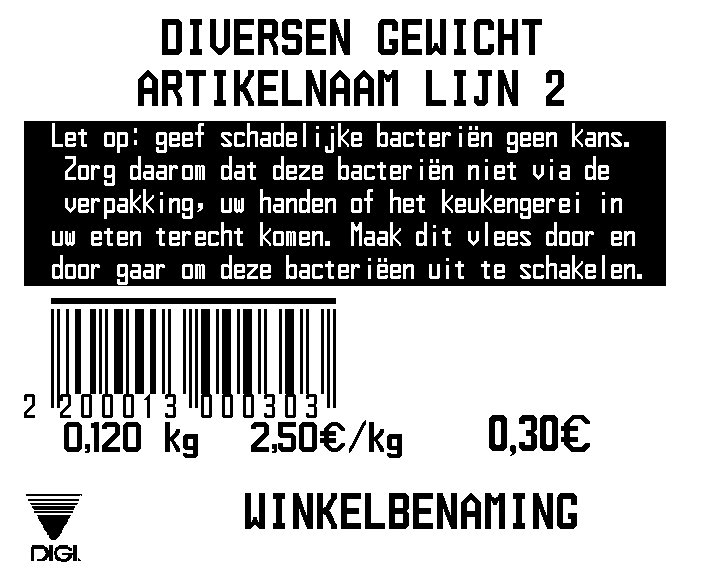 DIVERSEN GEWICHT
ARTIKELNAAM LIJN 2
Let op: geef schadelijke bacteriën geen kans.
Zorg daarom dat deze bacteriën niet via de
verpakking, uw handen of het keukengerei in
uw eten terecht komen. Maak dit vlees door en
door gaar om deze bacteriëen uit te schakelen.
2 200013 000303
0,120 kg 2,50€/kg 0,30€
WINKELBENAMING
DIGI.